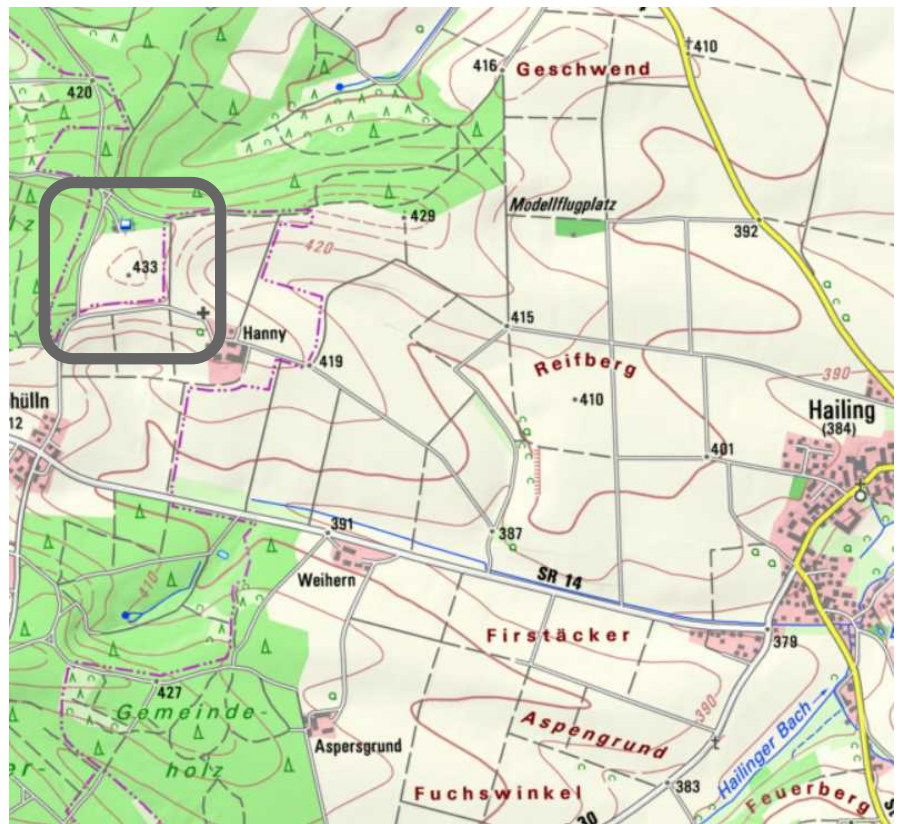 410
416
Geschwend
420
Modellflugplatz
429
392
420
433
415
Hanny
419
Reifberg
390
410
Hailing
(384)
hülln
12
401
391
387
Weihern
SR 14
410
Firstäcker
379
427
Gemeinde-
holz
390
Aspengrund
Hailinger Bach
Aspersgrund
383
Fuchswinkel
Feuerberg
30